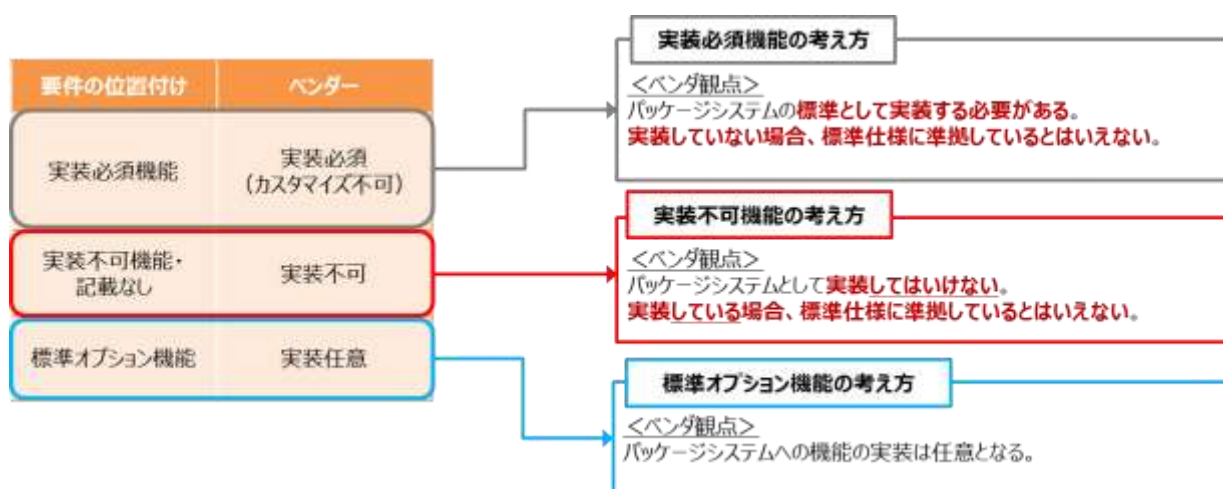 要件の位置付け ベンダー
実装必須機能 実装必須
(カスタマイズ不可)
実装不可機能・
記載なし 実装不可
標準オプション機能 実装任意
実装必須機能の考え方
<ベンダ観点>
パッケージシステムの標準として実装する必要がある。
実装していない場合、標準仕様に準拠しているとはいえない。
実装不可機能の考え方
<ベンダ観点>
パッケージシステムとして実装してはいけない。
実装している場合、標準仕様に準拠しているとはいえない。
標準オプション機能の考え方
<ベンダ観点>
パッケージシステムへの機能の実装は任意となる。